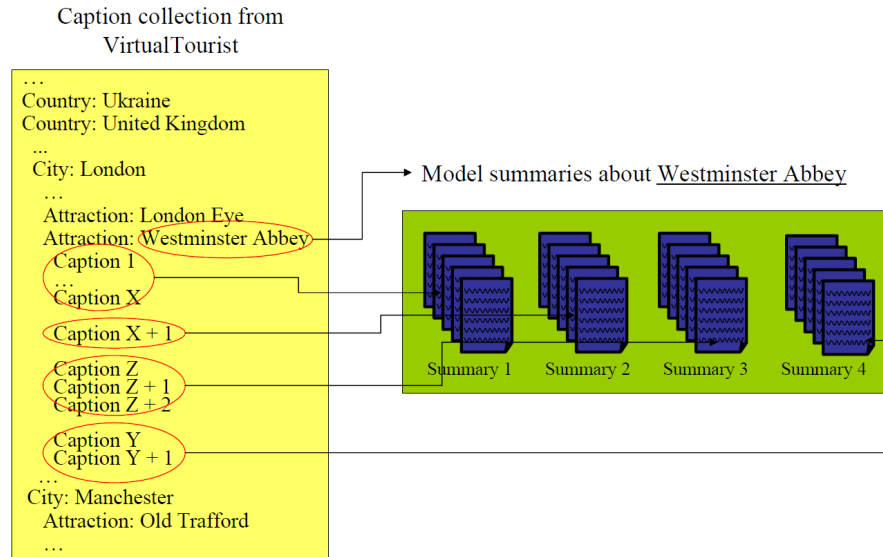 Caption collection from
VirtualTourist
…
Country: Ukraine
Country: United Kingdom
...
City: London
…
Attraction: London Eye
Attraction: Westminster Abbey
Caption 1
…
Caption X
Caption X + 1
Caption Z
Caption Z + 1
Caption Z + 2
Caption Y
Caption Y + 1
…
City: Manchester
Attraction: Old Trafford
…
Model summaries about Westminster Abbey
Summary 1
Summary 2
Summary 3
Summary 4